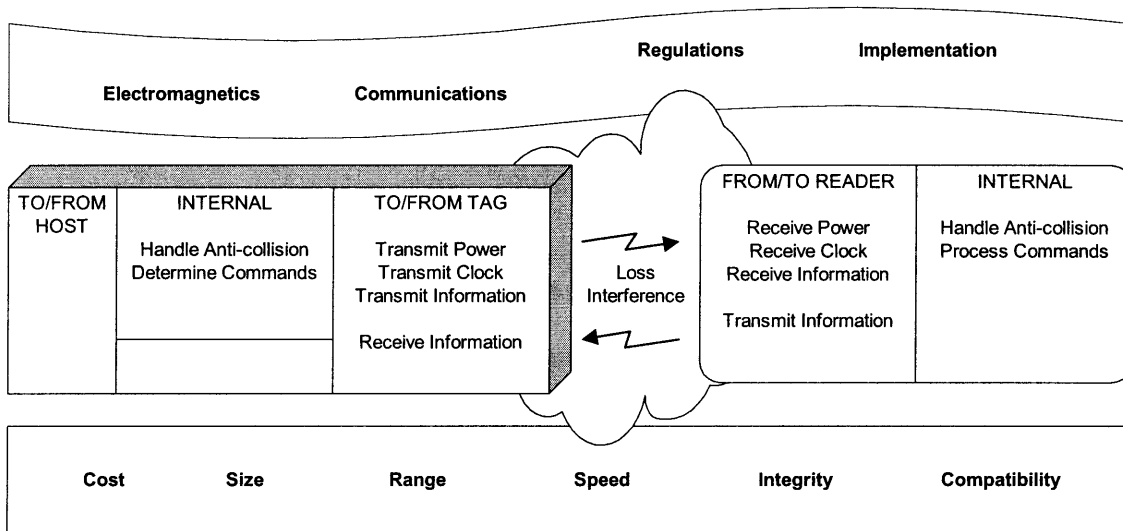 Regulations Implementation
Electromagnetics Communications
TO/FROM
HOST
INTERNAL
Handle Anti-collision
Determine Commands
TO/FROM TAG
Transmit Power
Transmit Clock
Transmit Information
Receive Information
Loss
Interference
FROM/TO READER
Receive Power
Receive Clock
Receive Information
Transmit Information
INTERNAL
Handle Anti-collision
Process Commands
Cost Size Range Speed Integrity Compatibility